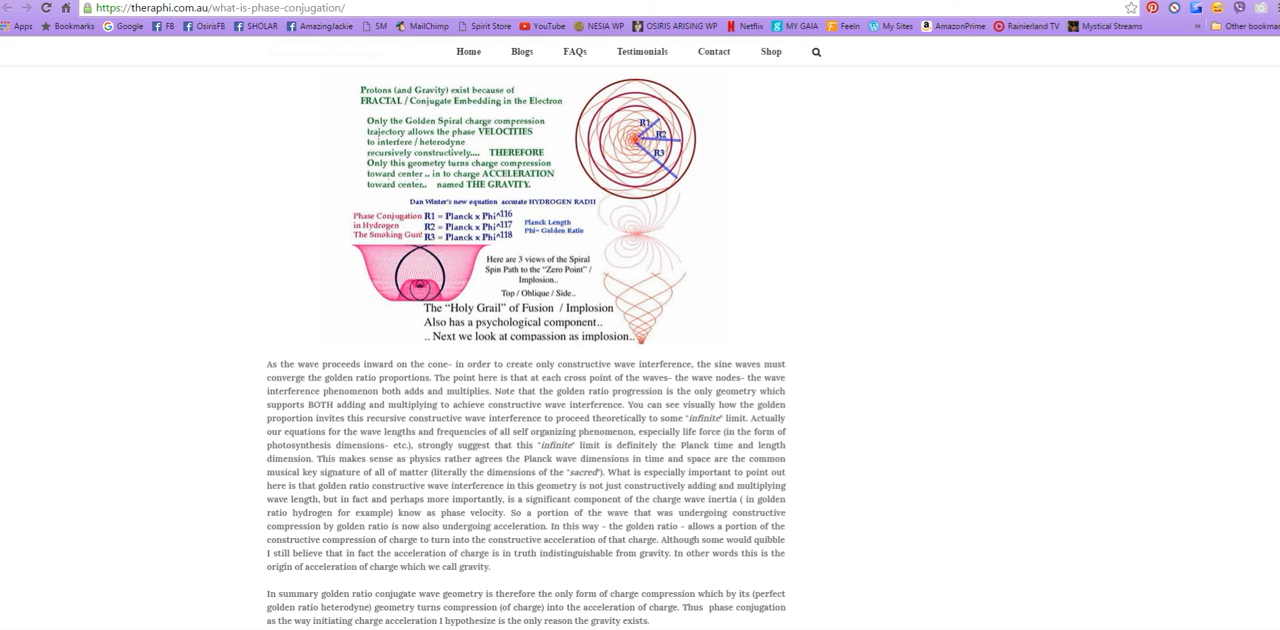 https://theraphi.com.au/what-is-phase-conjugation/
Apps Bookmarks Google FB OsirisFB SHOLAR AmazingJackie SM MailChimp Spirit Store YouTube NESIA WP OSIRIS ARISING WP Netflix MY GAIA FeeIn My Sites AmazonPrime Rainierland TV Mystical Streams » Other bookmar
Home Blogs FAQs Testimonials Contact Shop
Protons (and Gravity) exist because of
FRACTAL / Conjugate Embedding in the Electron
Only the Golden Spiral charge compression
trajectory allows the phase VELOCITIES
to interfere / heterodyne
recursively constructively.... THEREFORE
Only this geometry turns charge compression
toward center .. in to charge ACCELERATION
toward center.. named THE GRAVITY.
R1
R2
R3
Dan Winter's new equation accurate HYDROGEN RADII
Phase Conjugation
in Hydrogen
The Smoking Gun!
R1 = Planck x Phi^116
R2 = Planck x Phi^117
R3 = Planck x Phi^118
Planck Length
Phi= Golden Ratio
Here are 3 views of the Spiral
Spin Path to the "Zero Point" /
Implosion..
Top / Oblique / Side..
The "Holy Grail" of Fusion / Implosion
Also has a psychological component..
.. Next we look at compassion as implosion..
As the wave proceeds inward on the cone- in order to create only constructive wave interference, the sine waves must
converge the golden ratio proportions. The point here is that at each cross point of the waves- the wave nodes- the wave
interference phenomenon both adds and multiplies. Note that the golden ratio progression is the only geometry which
supports BOTH adding and multiplying to achieve constructive wave interference. You can see visually how the golden
proportion invites this recursive constructive wave interference to proceed theoretically to some "infinite" limit. Actually
our equations for the wave lengths and frequencies of all self organizing phenomenon, especially life force (in the form of
photosynthesis dimensions- etc.), strongly suggest that this "infinite" limit is definitely the Planck time and length
dimension. This makes sense as physics rather agrees the Planck wave dimensions in time and space are the common
musical key signature of all of matter (literally the dimensions of the "sacred"). What is especially important to point out
here is that golden ratio constructive wave interference in this geometry is not just constructively adding and multiplying
wave length, but in fact and perhaps more importantly, is a significant component of the charge wave inertia ( in golden
ratio hydrogen for example) know as phase velocity. So a portion of the wave that was undergoing constructive
compression by golden ratio is now also undergoing acceleration. In this way - the golden ratio - allows a portion of the
constructive compression of charge to turn into the constructive acceleration of that charge. Although some would quibble
I still believe that in fact the acceleration of charge is in truth indistinguishable from gravity. In other words this is the
origin of acceleration of charge which we call gravity.
In summary golden ratio conjugate wave geometry is therefore the only form of charge compression which by its (perfect
golden ratio heterodyne) geometry turns compression (of charge) into the acceleration of charge. Thus phase conjugation
as the way initiating charge acceleration I hypothesize is the only reason the gravity exists.